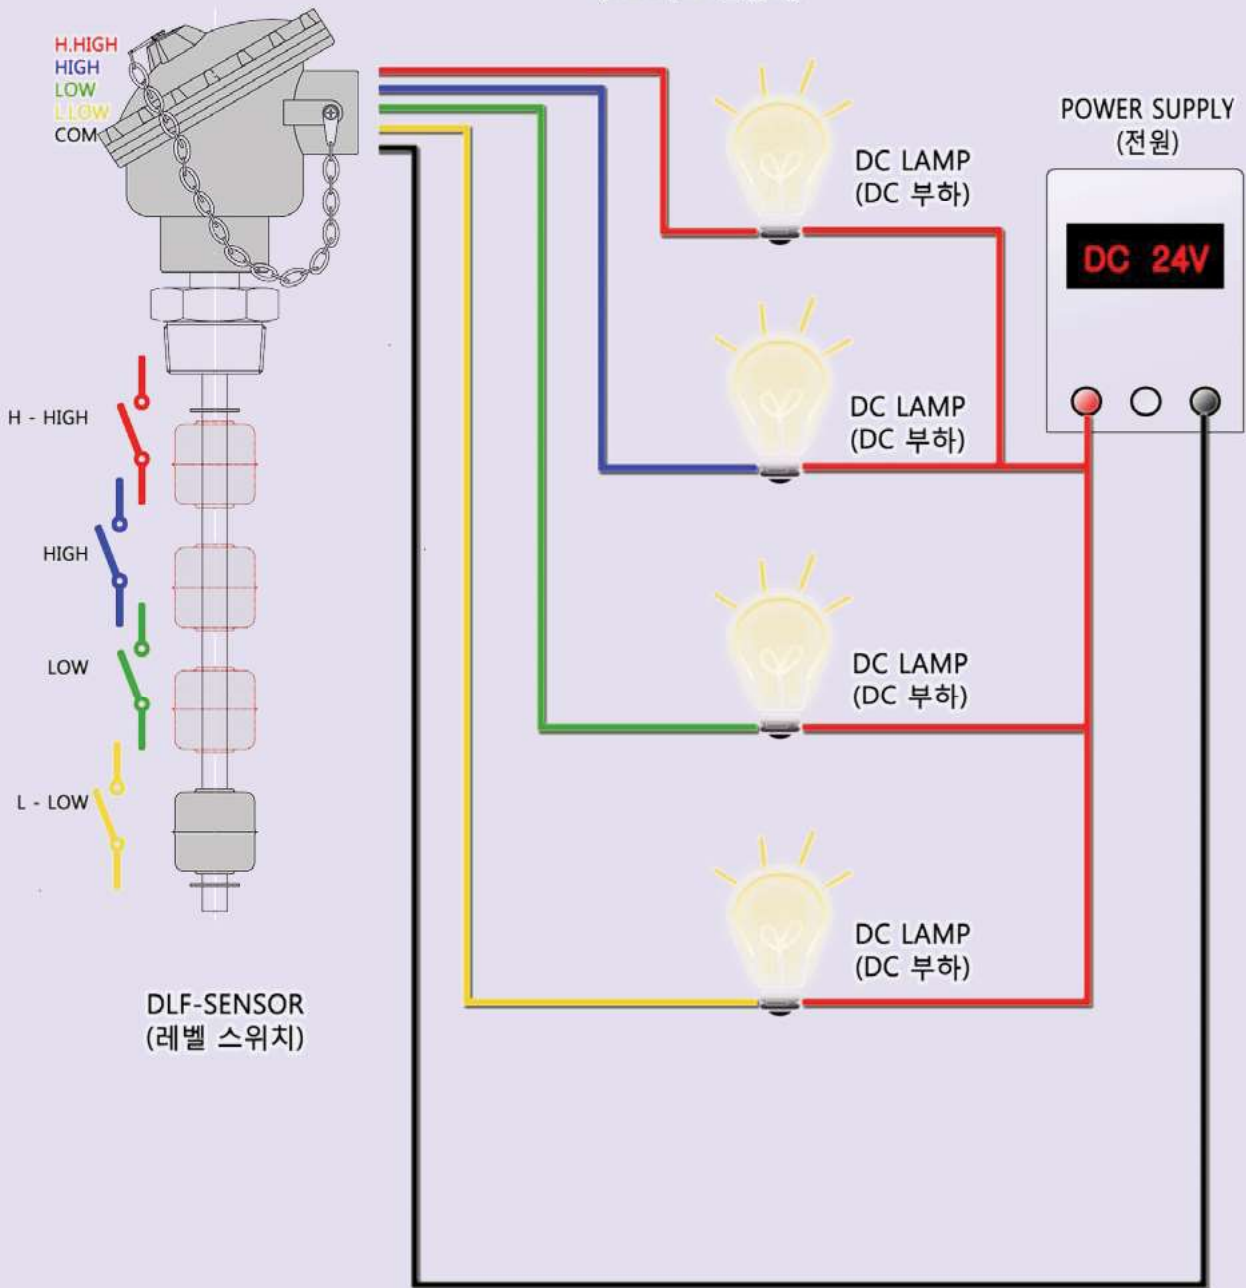 H.HIGH
HIGH
LOW
L.LOW
COM
POWER SUPPLY
(전원)
DC 24V
DC LAMP
(DC 부하)
DC LAMP
(DC 부하)
DC LAMP
(DC 부하)
DC LAMP
(DC 부하)
H - HIGH
HIGH
LOW
L - LOW
DLF-SENSOR
(레벨 스위치)